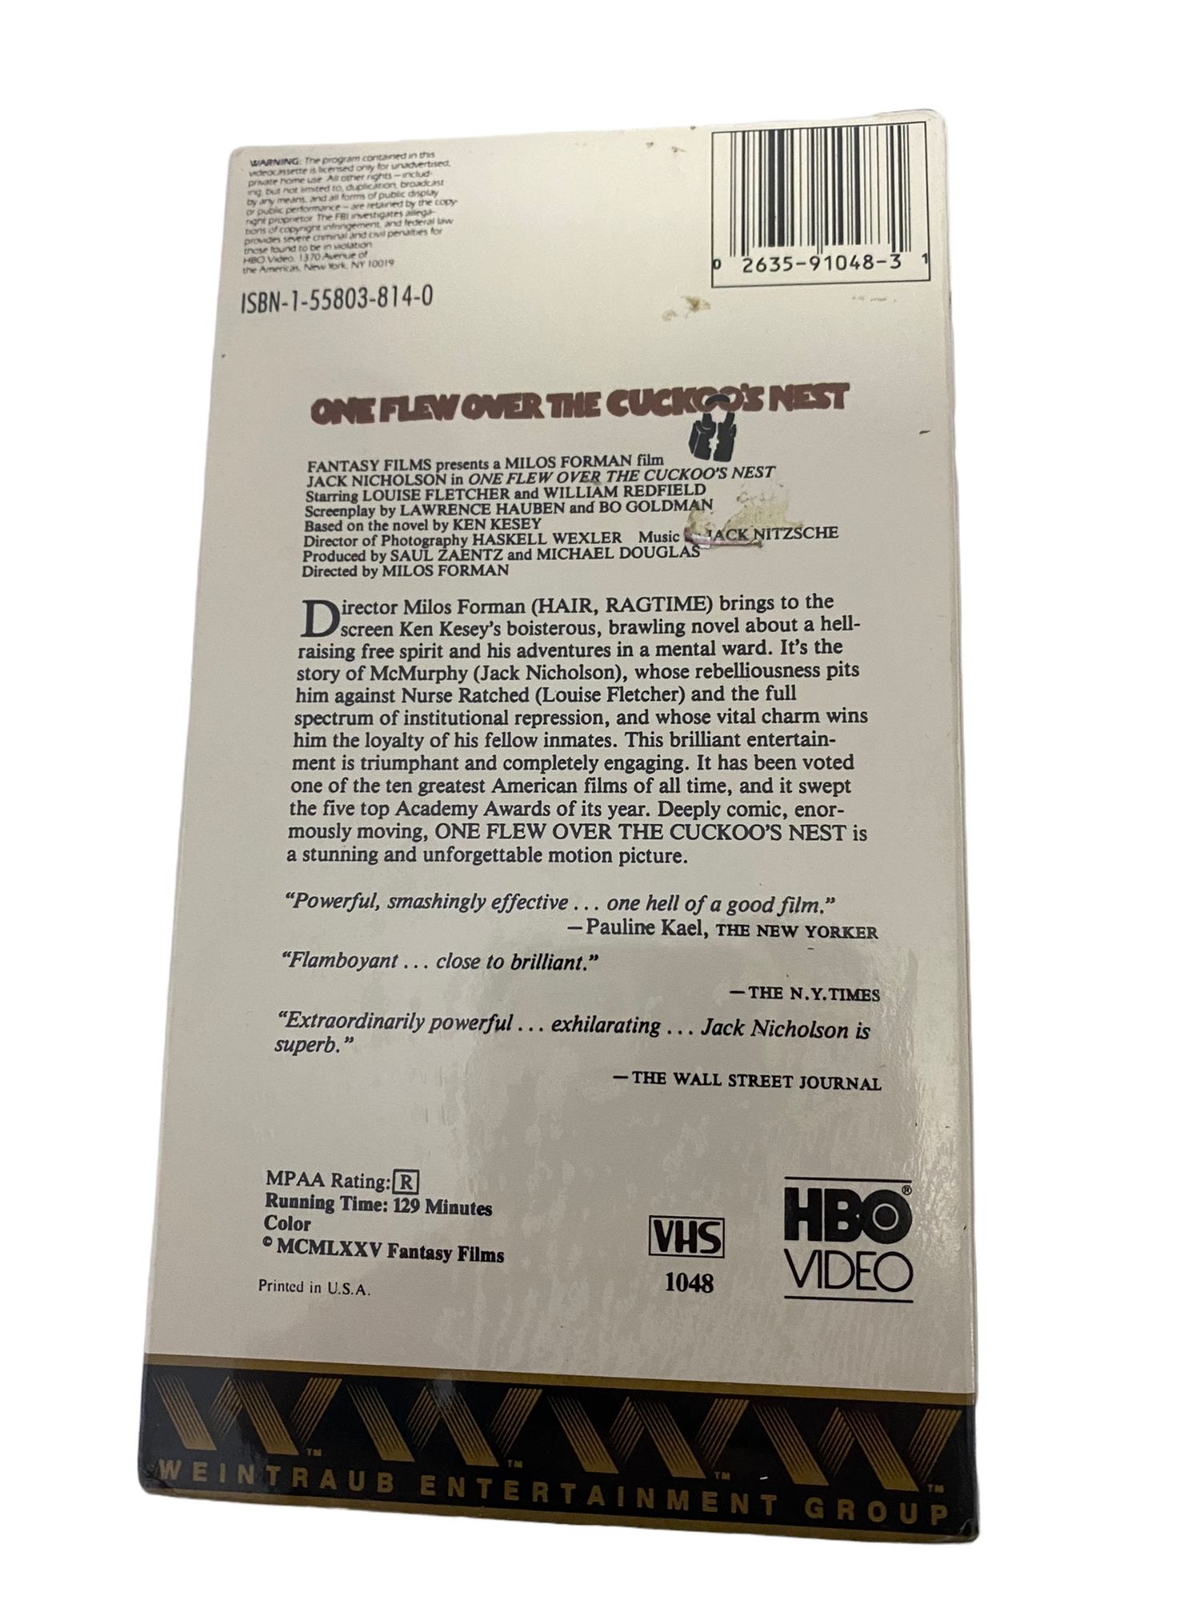 WARNING: The program contained in this
videocassette is licensed only for unadvertised,
private home use. All other rights – includ-
ing, but not limited to, duplication, broadcast
by any means, and all forms of public display
or public performance – are retained by the copy-
right proprietor. The FBI investigates allega-
tions of copyright infringement, and federal law
provides severe criminal and civil penalties for
those found to be in violation.
HBO Video, 1370 Avenue of
the Americas, New York, NY 10019
ISBN-1-55803-814-0
0 2635-91048-3 1
ONE FLEW OVER THE CUCKOO'S NEST
FANTASY FILMS presents a MILOS FORMAN film
JACK NICHOLSON in ONE FLEW OVER THE CUCKOO'S NEST
Starring LOUISE FLETCHER and WILLIAM REDFIELD
Screenplay by LAWRENCE HAUBEN and BO GOLDMAN
Based on the novel by KEN KESEY
Director of Photography HASKELL WEXLER Music JACK NITZSCHE
Produced by SAUL ZAENTZ and MICHAEL DOUGLAS
Directed by MILOS FORMAN
Director Milos Forman (HAIR, RAGTIME) brings to the
screen Ken Kesey's boisterous, brawling novel about a hell-
raising free spirit and his adventures in a mental ward. It's the
story of McMurphy (Jack Nicholson), whose rebelliousness pits
him against Nurse Ratched (Louise Fletcher) and the full
spectrum of institutional repression, and whose vital charm wins
him the loyalty of his fellow inmates. This brilliant entertain-
ment is triumphant and completely engaging. It has been voted
one of the ten greatest American films of all time, and it swept
the five top Academy Awards of its year. Deeply comic, enor-
mously moving, ONE FLEW OVER THE CUCKOO'S NEST is
a stunning and unforgettable motion picture.
"Powerful, smashingly effective . . . one hell of a good film."
—Pauline Kael, THE NEW YORKER
"Flamboyant . . . close to brilliant."
—THE N.Y. TIMES
"Extraordinarily powerful . . . exhilarating . . . Jack Nicholson is
superb."
—THE WALL STREET JOURNAL
MPAA Rating: R
Running Time: 129 Minutes
Color
© MCMLXXV Fantasy Films
Printed in U.S.A.
VHS
1048
HBO®
VIDEO
TM TM TM TM
WEINTRAUB ENTERTAINMENT GROUP